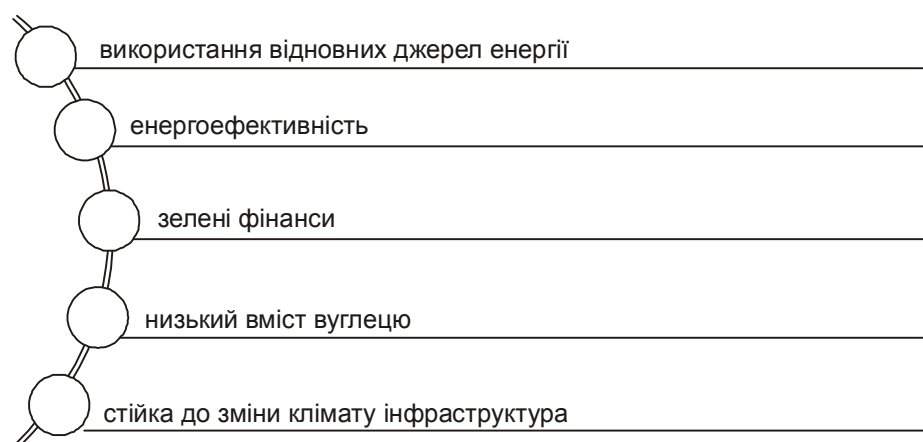 використання відновних джерел енергії
енергоефективність
зелені фінанси
низький вміст вуглецю
стійка до зміни клімату інфраструктура